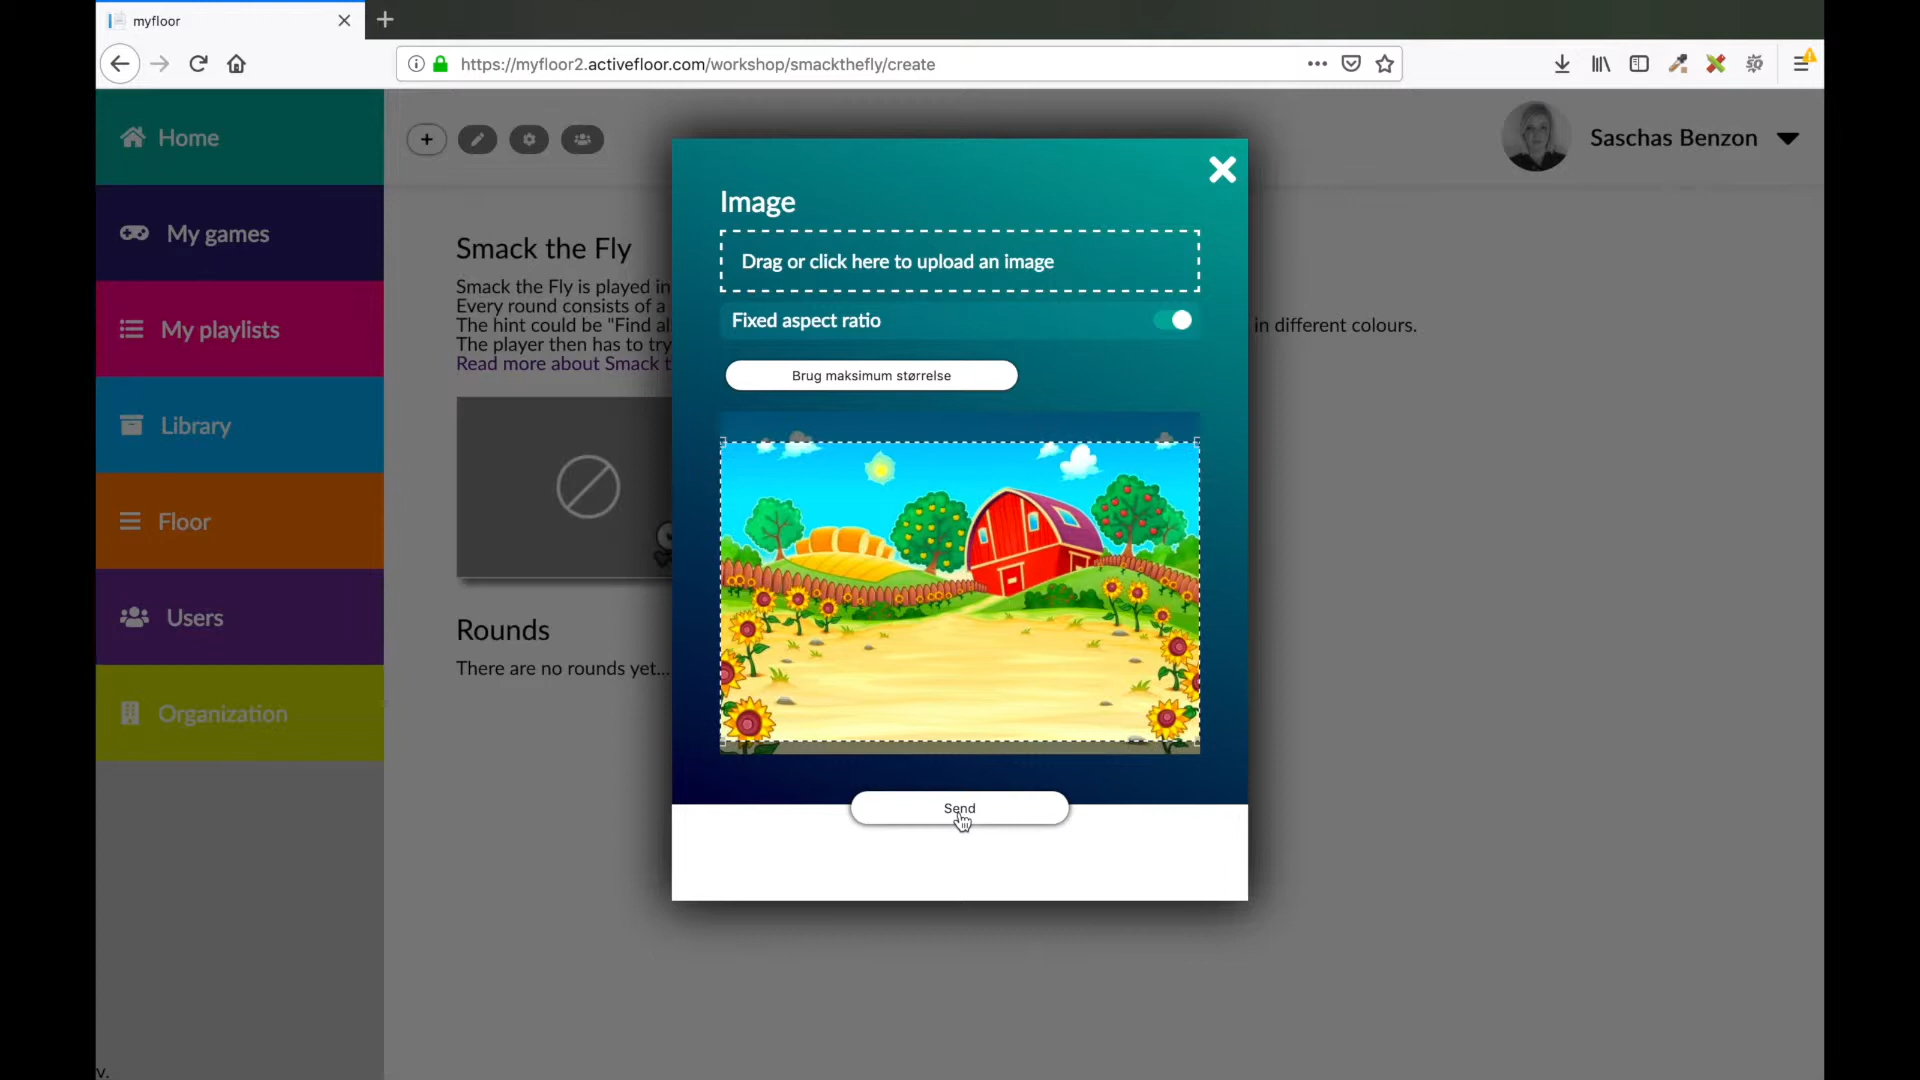 myfloor
https://myfloor2.activefloor.com/workshop/smackthefly/create
Home
My games
My playlists
Library
Floor
Users
Organization
Saschas Benzon
Smack the Fly
Smack the Fly is played in
Every round consists of a
The hint could be "Find al in different colours.
The player then has to try
Read more about Smack t
Rounds
There are no rounds yet...
Image
Drag or click here to upload an image
Fixed aspect ratio
Brug maksimum størrelse
Send
v.